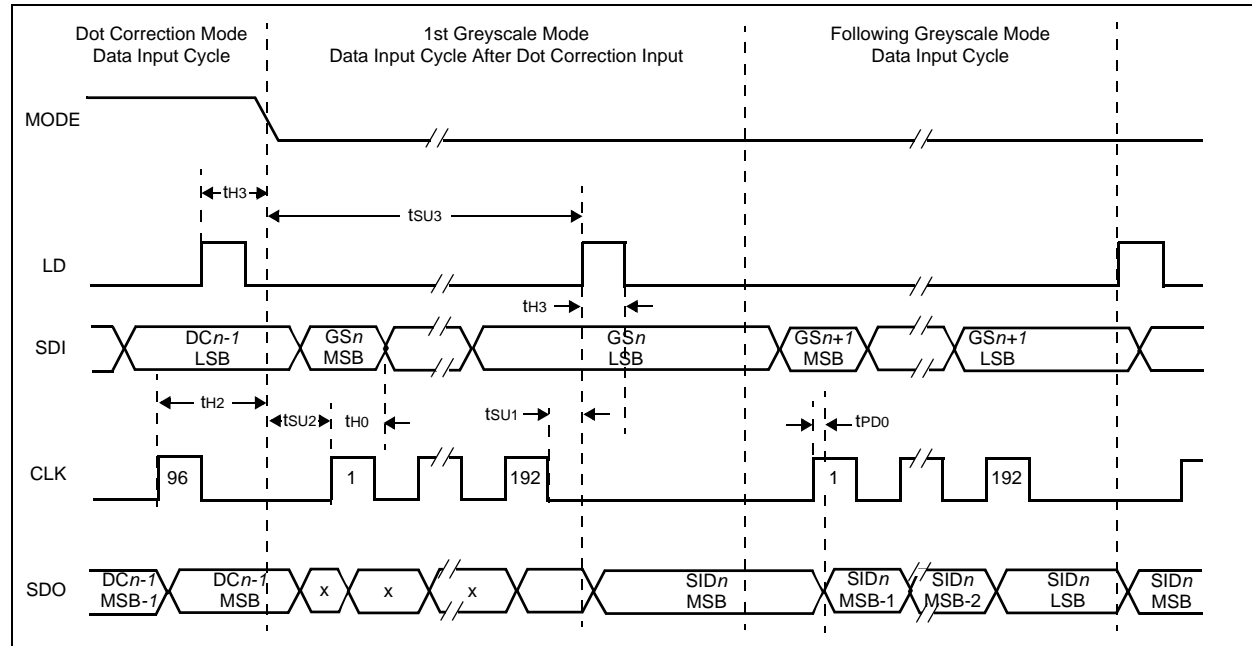 Dot Correction Mode
Data Input Cycle
1st Greyscale Mode
Data Input Cycle After Dot Correction Input
Following Greyscale Mode
Data Input Cycle
MODE
tH3
tSU3
LD
tH3
SDI
DCn-1
LSB
GSn
MSB
GSn
LSB
GSn+1
MSB
GSn+1
LSB
tH2
tSU2
tH0
tSU1
tPD0
CLK
96
1
192
1
192
SDO
DCn-1
MSB-1
DCn-1
MSB
x
x
x
SIDn
MSB
SIDn
MSB-1
SIDn
MSB-2
SIDn
LSB
SIDn
MSB